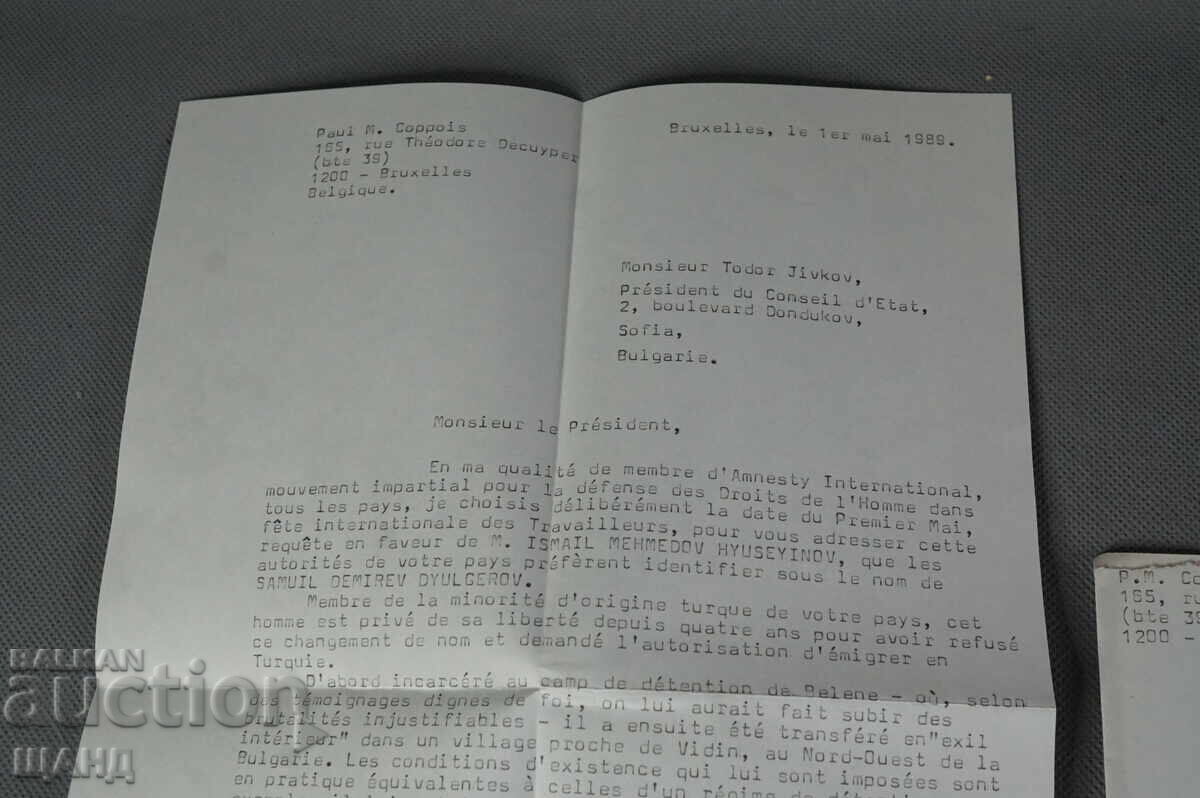 Paul M. Coppois
165, rue Théodore Decuyper
(bte 39)
1200 - Bruxelles
Belgique.
Bruxelles, le 1er mai 1989.
Monsieur Todor Jivkov,
Président du Conseil d'Etat,
2, boulevard Dondukov,
Sofia,
Bulgarie.
Monsieur le président,
En ma qualité de membre d'Amnesty International,
mouvement impartial pour la défense des Droits de l'Homme dans
tous les pays, je choisis délibérément la date du Premier Mai,
fête internationale des Travailleurs, pour vous adresser cette
requête en faveur de M. ISMAIL MEHMEDOV HYUSEYINOV, que les
autorités de votre pays préfèrent identifier sous le nom de
SAMUIL DEMIREV DYULGEROV.
Membre de la minorité d'origine turque de votre pays, cet
homme est privé de sa liberté depuis quatre ans pour avoir refusé
ce changement de nom et demandé l'autorisation d'émigrer en
Turquie.
D'abord incarcéré au camp de détention de Belene - où, selon
des témoignages dignes de foi, on lui aurait fait subir des
brutalités injustifiables - il a ensuite été transféré en"exil
intérieur" dans un village proche de Vidin, au Nord-Ouest de la
Bulgarie. Les conditions d'existence qui lui sont imposées sont
en pratique équivalentes à celles d'un régime de
P.M. Co
165, ru
(bte 39
1200 -
BALKAN
auction
ШАНД